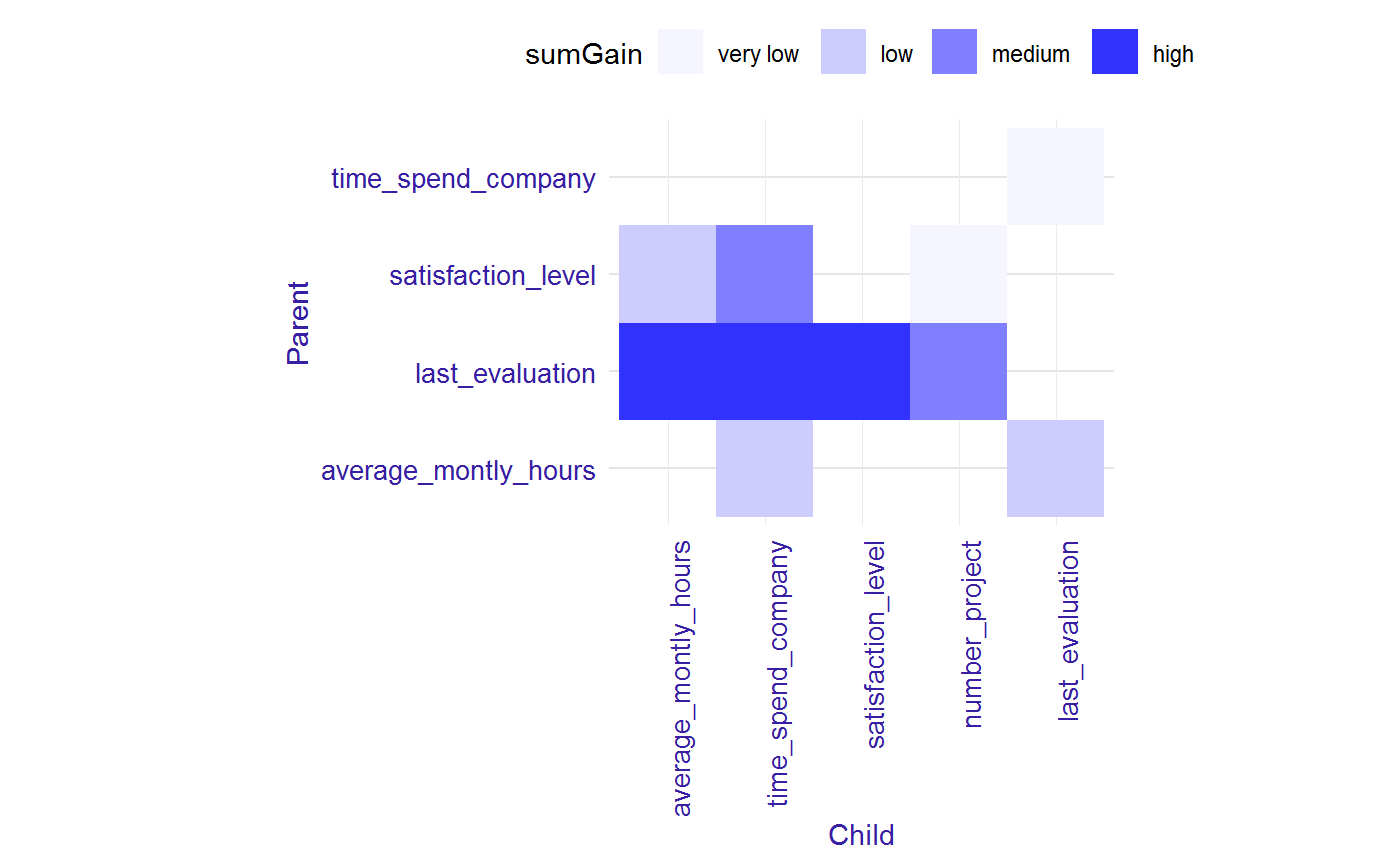 sumGain very low low medium high
time_spend_company
satisfaction_level
last_evaluation
average_montly_hours
Parent
average_montly_hours
time_spend_company
satisfaction_level
number_project
last_evaluation
Child